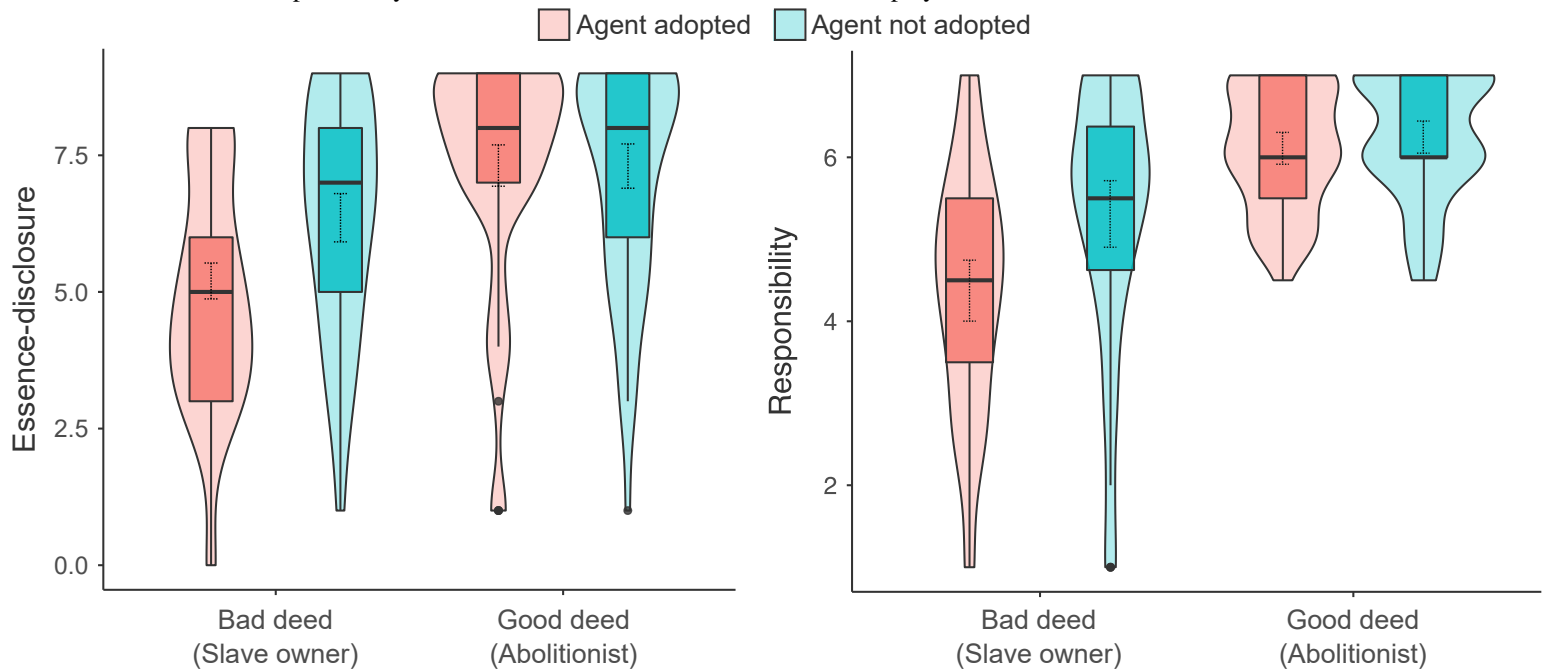 Agent adopted Agent not adopted
Essence-disclosure
7.5
5.0
2.5
0.0
Bad deed
(Slave owner)
Good deed
(Abolitionist)
Responsibility
6
4
2
Bad deed
(Slave owner)
Good deed
(Abolitionist)